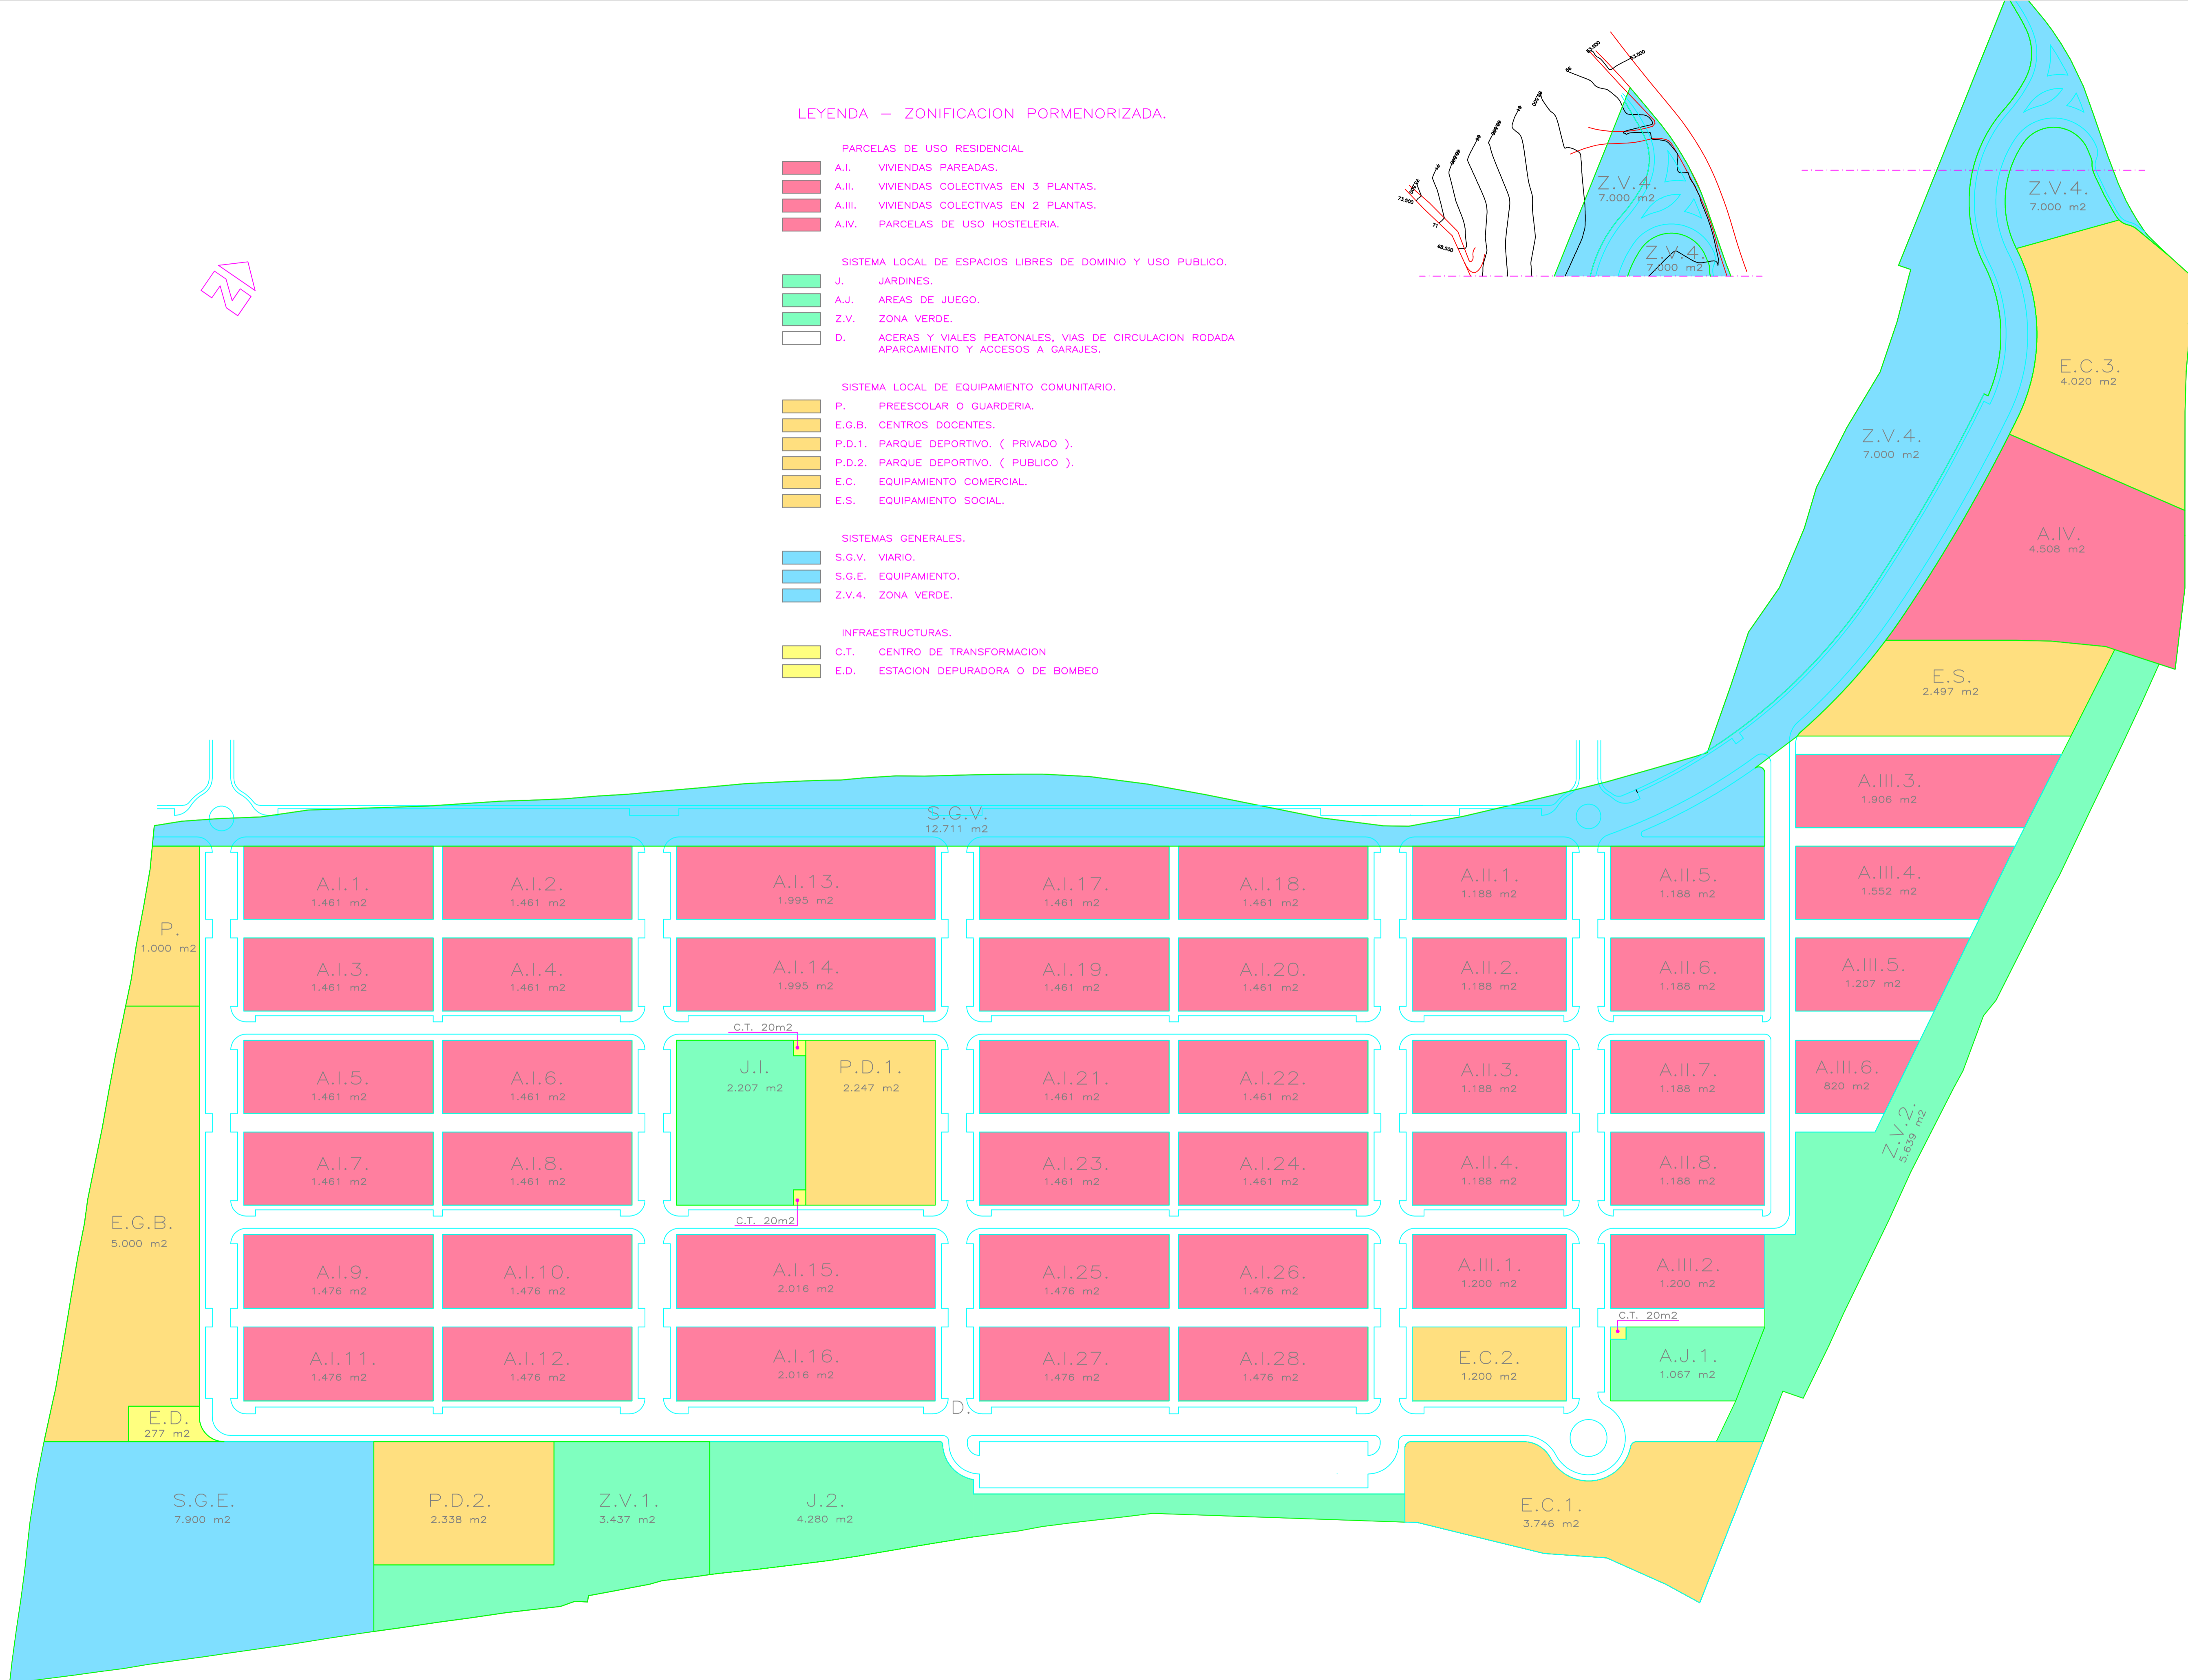 LEYENDA – ZONIFICACION PORMENORIZADA.
PARCELAS DE USO RESIDENCIAL
A.I. VIVIENDAS PAREADAS.
A.II. VIVIENDAS COLECTIVAS EN 3 PLANTAS.
A.III. VIVIENDAS COLECTIVAS EN 2 PLANTAS.
A.IV. PARCELAS DE USO HOSTELERIA.
SISTEMA LOCAL DE ESPACIOS LIBRES DE DOMINIO Y USO PUBLICO.
J. JARDINES.
A.J. AREAS DE JUEGO.
Z.V. ZONA VERDE.
D. ACERAS Y VIALES PEATONALES, VIAS DE CIRCULACION RODADA
APARCAMIENTO Y ACCESOS A GARAJES.
SISTEMA LOCAL DE EQUIPAMIENTO COMUNITARIO.
P. PREESCOLAR O GUARDERIA.
E.G.B. CENTROS DOCENTES.
P.D.1. PARQUE DEPORTIVO. ( PRIVADO ).
P.D.2. PARQUE DEPORTIVO. ( PUBLICO ).
E.C. EQUIPAMIENTO COMERCIAL.
E.S. EQUIPAMIENTO SOCIAL.
SISTEMAS GENERALES.
S.G.V. VIARIO.
S.G.E. EQUIPAMIENTO.
Z.V.4. ZONA VERDE.
INFRAESTRUCTURAS.
C.T. CENTRO DE TRANSFORMACION
E.D. ESTACION DEPURADORA O DE BOMBEO
N
63.500
63.500
66
68.500
73.500
71
Z.V.4.
7.000 m2
Z.V.4.
7.000 m2
Z.V.4.
7.000 m2
E.C.3.
4.020 m2
Z.V.4.
7.000 m2
A.IV.
4.508 m2
E.S.
2.497 m2
A.III.3.
1.906 m2
S.G.V.
12.711 m2
A.I.1.
1.461 m2
A.I.2.
1.461 m2
A.I.13.
1.995 m2
A.I.17.
1.461 m2
A.I.18.
1.461 m2
A.II.1.
1.188 m2
A.II.5.
1.188 m2
A.III.4.
1.552 m2
P.
1.000 m2
A.I.3.
1.461 m2
A.I.4.
1.461 m2
A.I.14.
1.995 m2
A.I.19.
1.461 m2
A.I.20.
1.461 m2
A.II.2.
1.188 m2
A.II.6.
1.188 m2
A.III.5.
1.207 m2
C.T. 20m2
A.I.5.
1.461 m2
A.I.6.
1.461 m2
J.I.
2.207 m2
P.D.1.
2.247 m2
A.I.21.
1.461 m2
A.I.22.
1.461 m2
A.II.3.
1.188 m2
A.II.7.
1.188 m2
A.III.6.
820 m2
Z.V.2.
5.639 m2
A.I.7.
1.461 m2
A.I.8.
1.461 m2
A.I.23.
1.461 m2
A.I.24.
1.461 m2
A.II.4.
1.188 m2
A.II.8.
1.188 m2
C.T. 20m2
E.G.B.
5.000 m2
A.I.9.
1.476 m2
A.I.10.
1.476 m2
A.I.15.
2.016 m2
A.I.25.
1.476 m2
A.I.26.
1.476 m2
A.III.1.
1.200 m2
A.III.2.
1.200 m2
C.T. 20m2
A.I.11.
1.476 m2
A.I.12.
1.476 m2
A.I.16.
2.016 m2
A.I.27.
1.476 m2
A.I.28.
1.476 m2
E.C.2.
1.200 m2
A.J.1.
1.067 m2
D.
E.D.
277 m2
S.G.E.
7.900 m2
P.D.2.
2.338 m2
Z.V.1.
3.437 m2
J.2.
4.280 m2
E.C.1.
3.746 m2